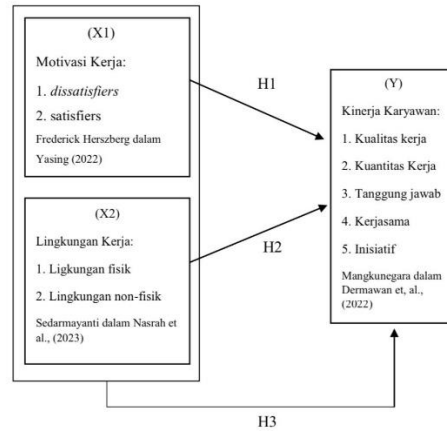 (X1)
Motivasi Kerja:
1. dissatisfiers
2. satisfiers
Frederick Herszberg dalam
Yasing (2022)
(X2)
Lingkungan Kerja:
1. Ligkungan fisik
2. Lingkungan non-fisik
Sedarmayanti dalam Nasrah et
al., (2023)
H1
H2
(Y)
Kinerja Karyawan:
1. Kualitas kerja
2. Kuantitas Kerja
3. Tanggung jawab
4. Kerjasama
5. Inisiatif
Mangkunegara dalam
Dermawan et, al.,
(2022)
H3